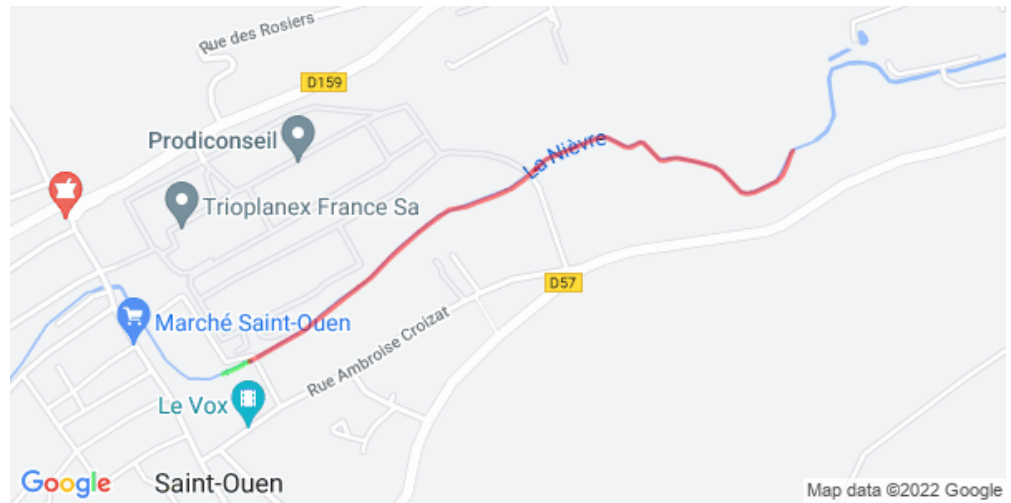 Rue des Rosiers
D159
Prodiconseil
La Nièvre
Trioplanex France Sa
D57
Marché Saint-Ouen
Rue Ambroise Croizat
Le Vox
Saint-Ouen
Google
Map data ©2022 Google